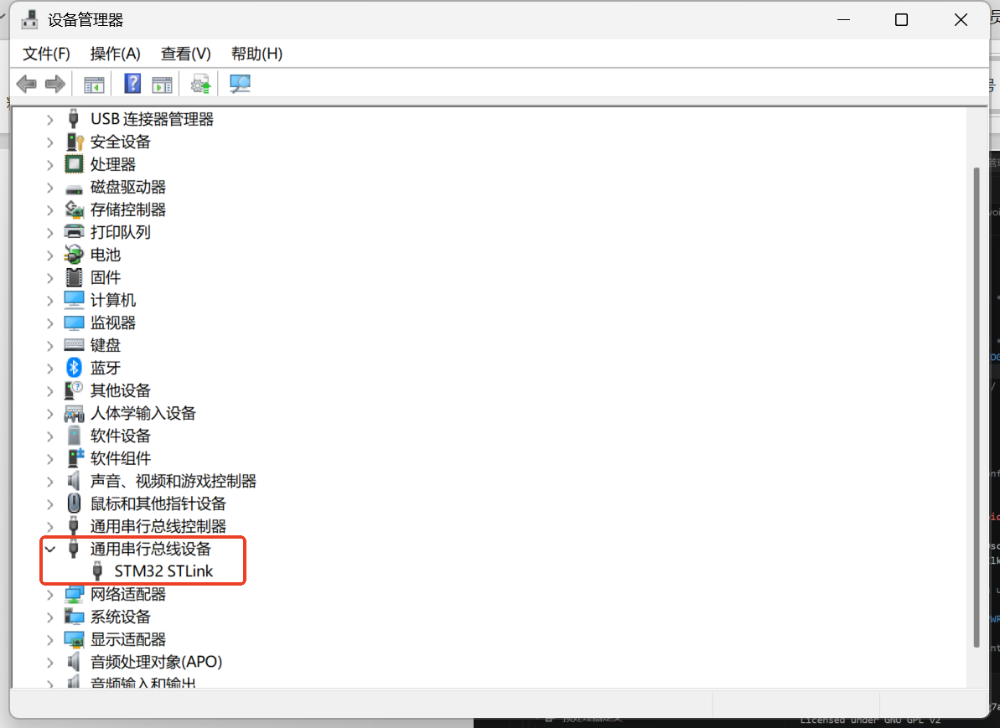 设备管理器
文件(F) 操作(A) 查看(V) 帮助(H)
USB 连接器管理器
安全设备
处理器
磁盘驱动器
存储控制器
打印队列
电池
固件
计算机
监视器
键盘
蓝牙
其他设备
人体学输入设备
软件设备
软件组件
声音、视频和游戏控制器
鼠标和其他指针设备
通用串行总线控制器
通用串行总线设备
STM32 STLink
网络适配器
系统设备
显示适配器
音频处理对象(APO)
音频输入和输出
Licensed under GNU GPL v2